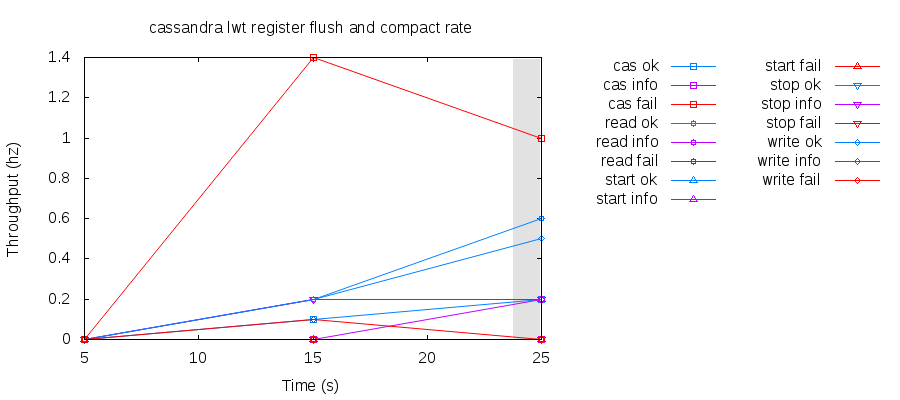 cassandra lwt register flush and compact rate
Throughput (hz)
1.4
1.2
1
0.8
0.6
0.4
0.2
0
5
10
15
20
25
Time (s)
cas ok
cas info
cas fail
read ok
read info
read fail
start ok
start info
start fail
stop ok
stop info
stop fail
write ok
write info
write fail